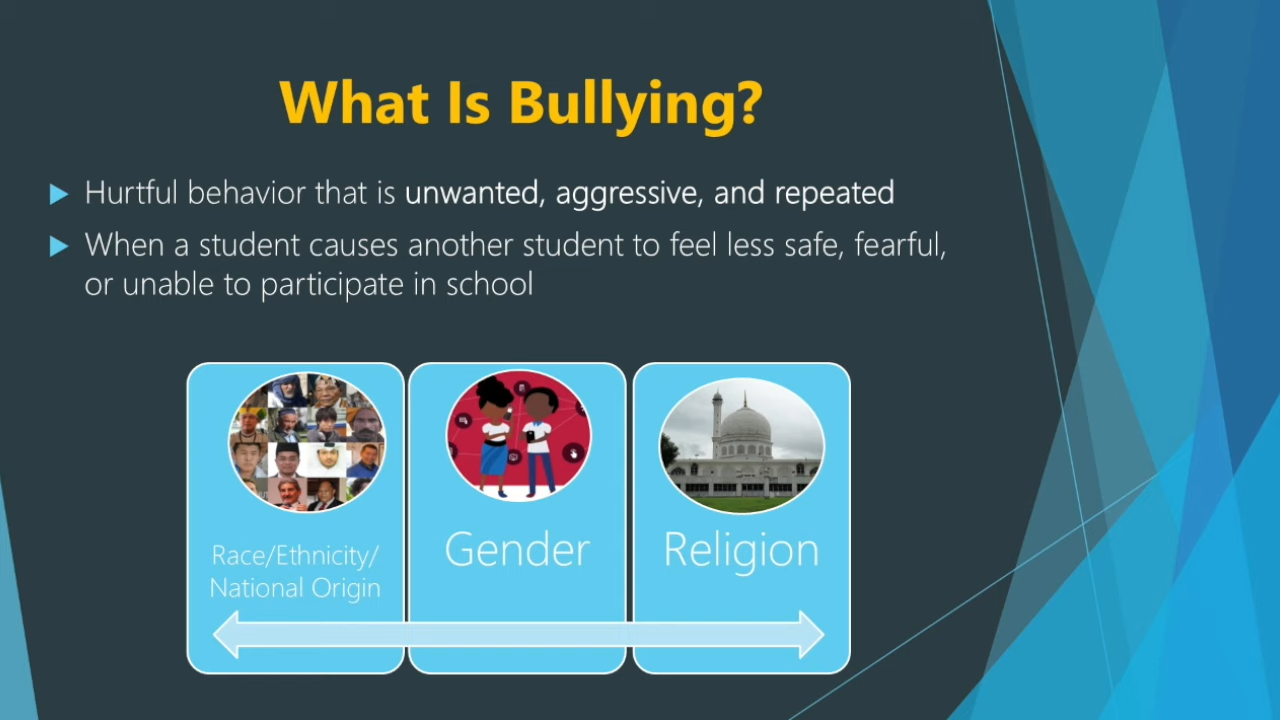 What Is Bullying?
Hurtful behavior that is unwanted, aggressive, and repeated
When a student causes another student to feel less safe, fearful,
or unable to participate in school
Race/Ethnicity/
National Origin
Gender
Religion